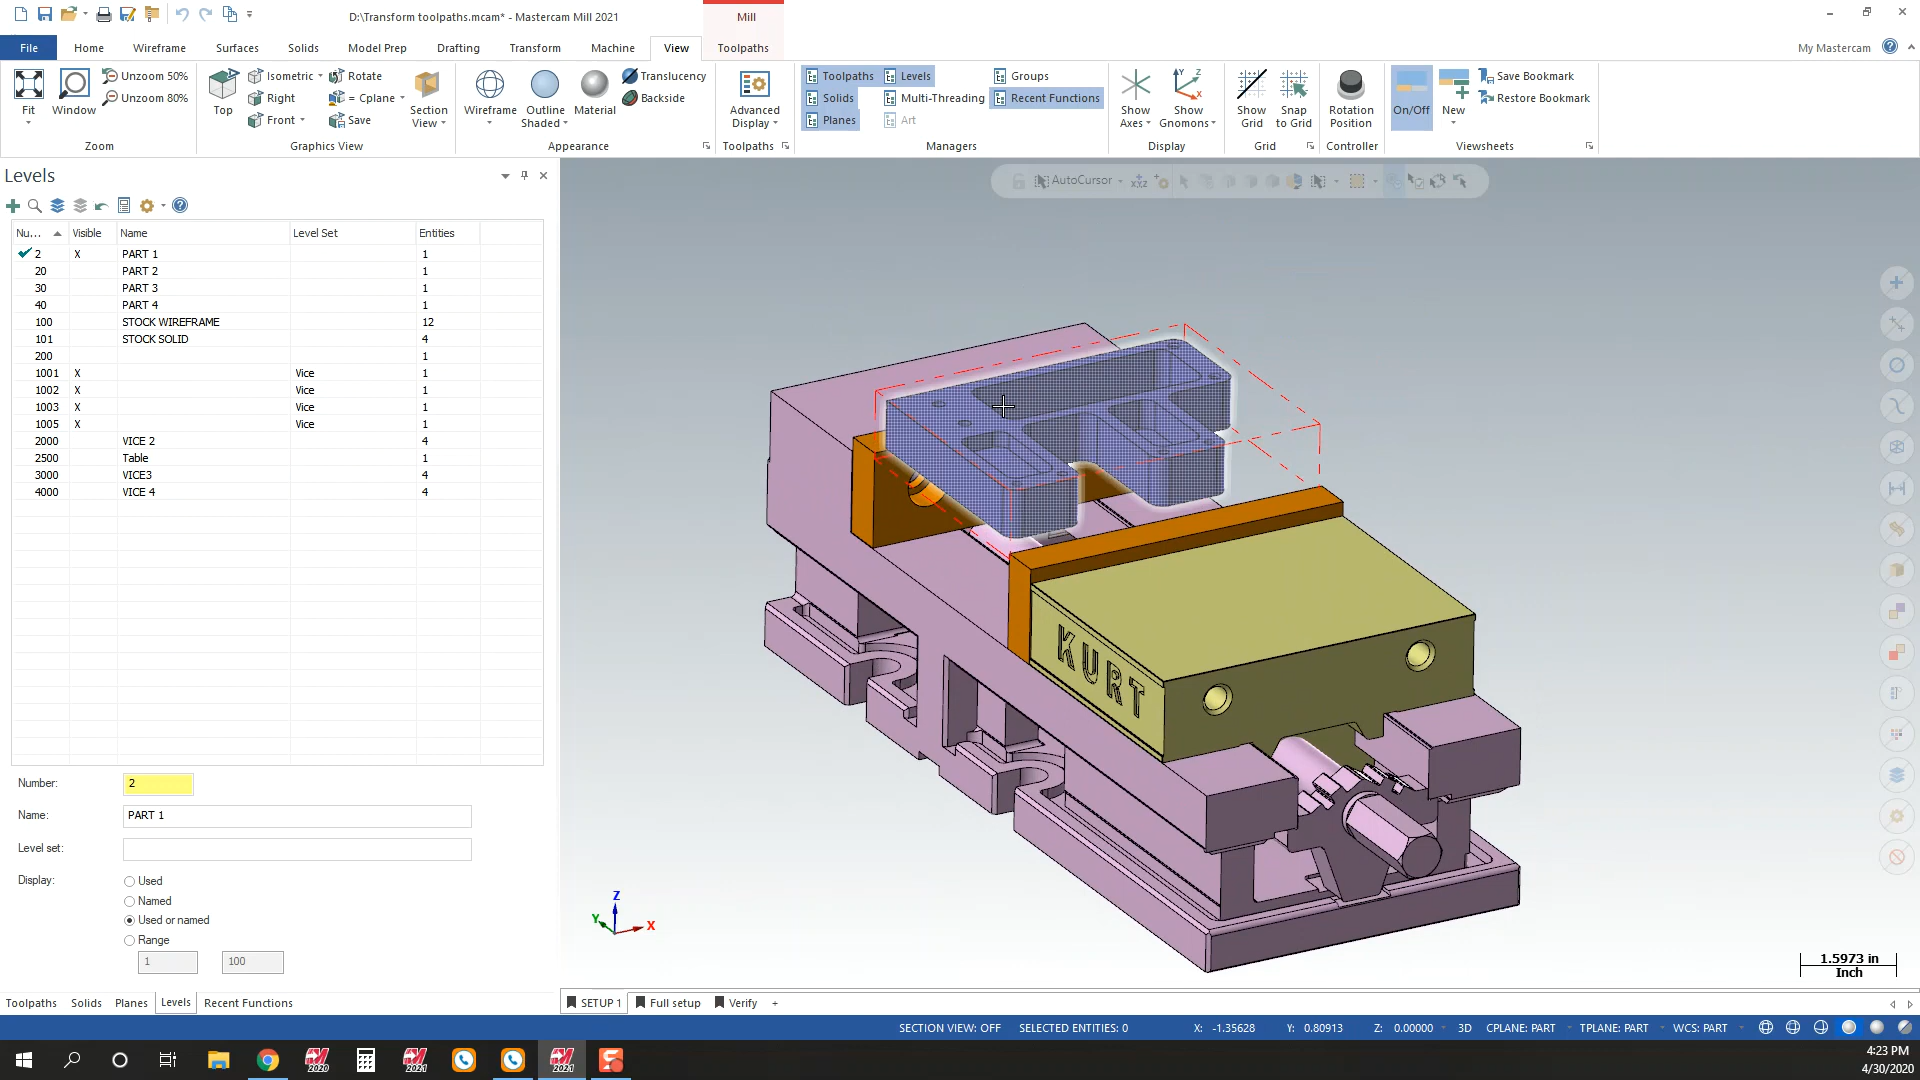 D:\Transform toolpaths.mcam* - Mastercam Mill 2021
Mill
File Home Wireframe Surfaces Solids Model Prep Drafting Transform Machine View Toolpaths
My Mastercam
Fit
Window
Unzoom 50%
Unzoom 80%
Zoom
Top
Isometric
Right
Front
Rotate
= Cplane
Save
Section
View
Graphics View
Wireframe
Outline
Shaded
Material
Translucency
Backside
Appearance
Advanced
Display
Toolpaths
Toolpaths
Solids
Planes
Levels
Multi-Threading
Art
Groups
Recent Functions
Managers
Show
Axes
Show
Gnomons
Display
Show
Grid
Snap
to Grid
Grid
Rotation
Position
Controller
On/Off
New
Save Bookmark
Restore Bookmark
Viewsheets
Levels
AutoCursor
Nu... Visible Name Level Set Entities
2 X PART 1 1
20 PART 2 1
30 PART 3 1
40 PART 4 1
100 STOCK WIREFRAME 12
101 STOCK SOLID 4
200 1
1001 X Vice 1
1002 X Vice 1
1003 X Vice 1
1005 X Vice 1
2000 VICE 2 4
2500 Table 1
3000 VICE3 4
4000 VICE 4 4
Number: 2
Name: PART 1
Level set:
Display:
Used
Named
Used or named
Range
1 100
KURT
Z
Y
X
1.5973 in
Inch
Toolpaths Solids Planes Levels Recent Functions
SETUP 1 Full setup Verify +
SECTION VIEW: OFF SELECTED ENTITIES: 0 X: -1.35628 Y: 0.80913 Z: 0.00000 3D CPLANE: PART TPLANE: PART WCS: PART
2020
2021
2021
4:23 PM
4/30/2020